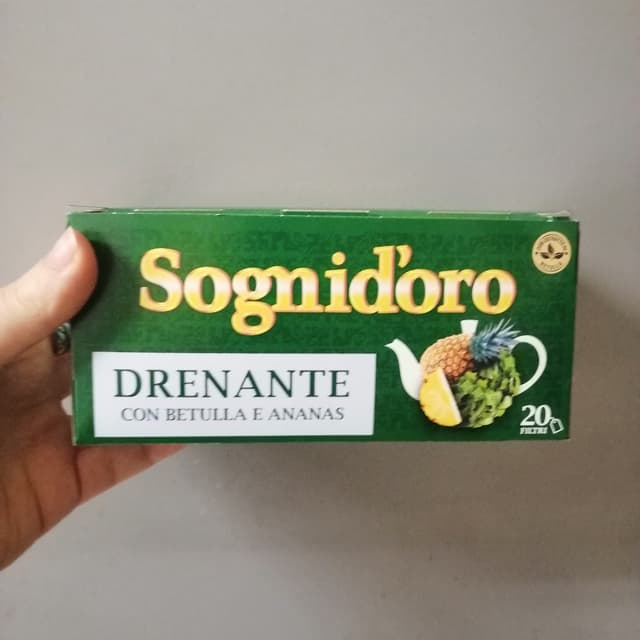 Sognid'oro
DRENANTE
CON BETULLA E ANANAS
20
FILTRI